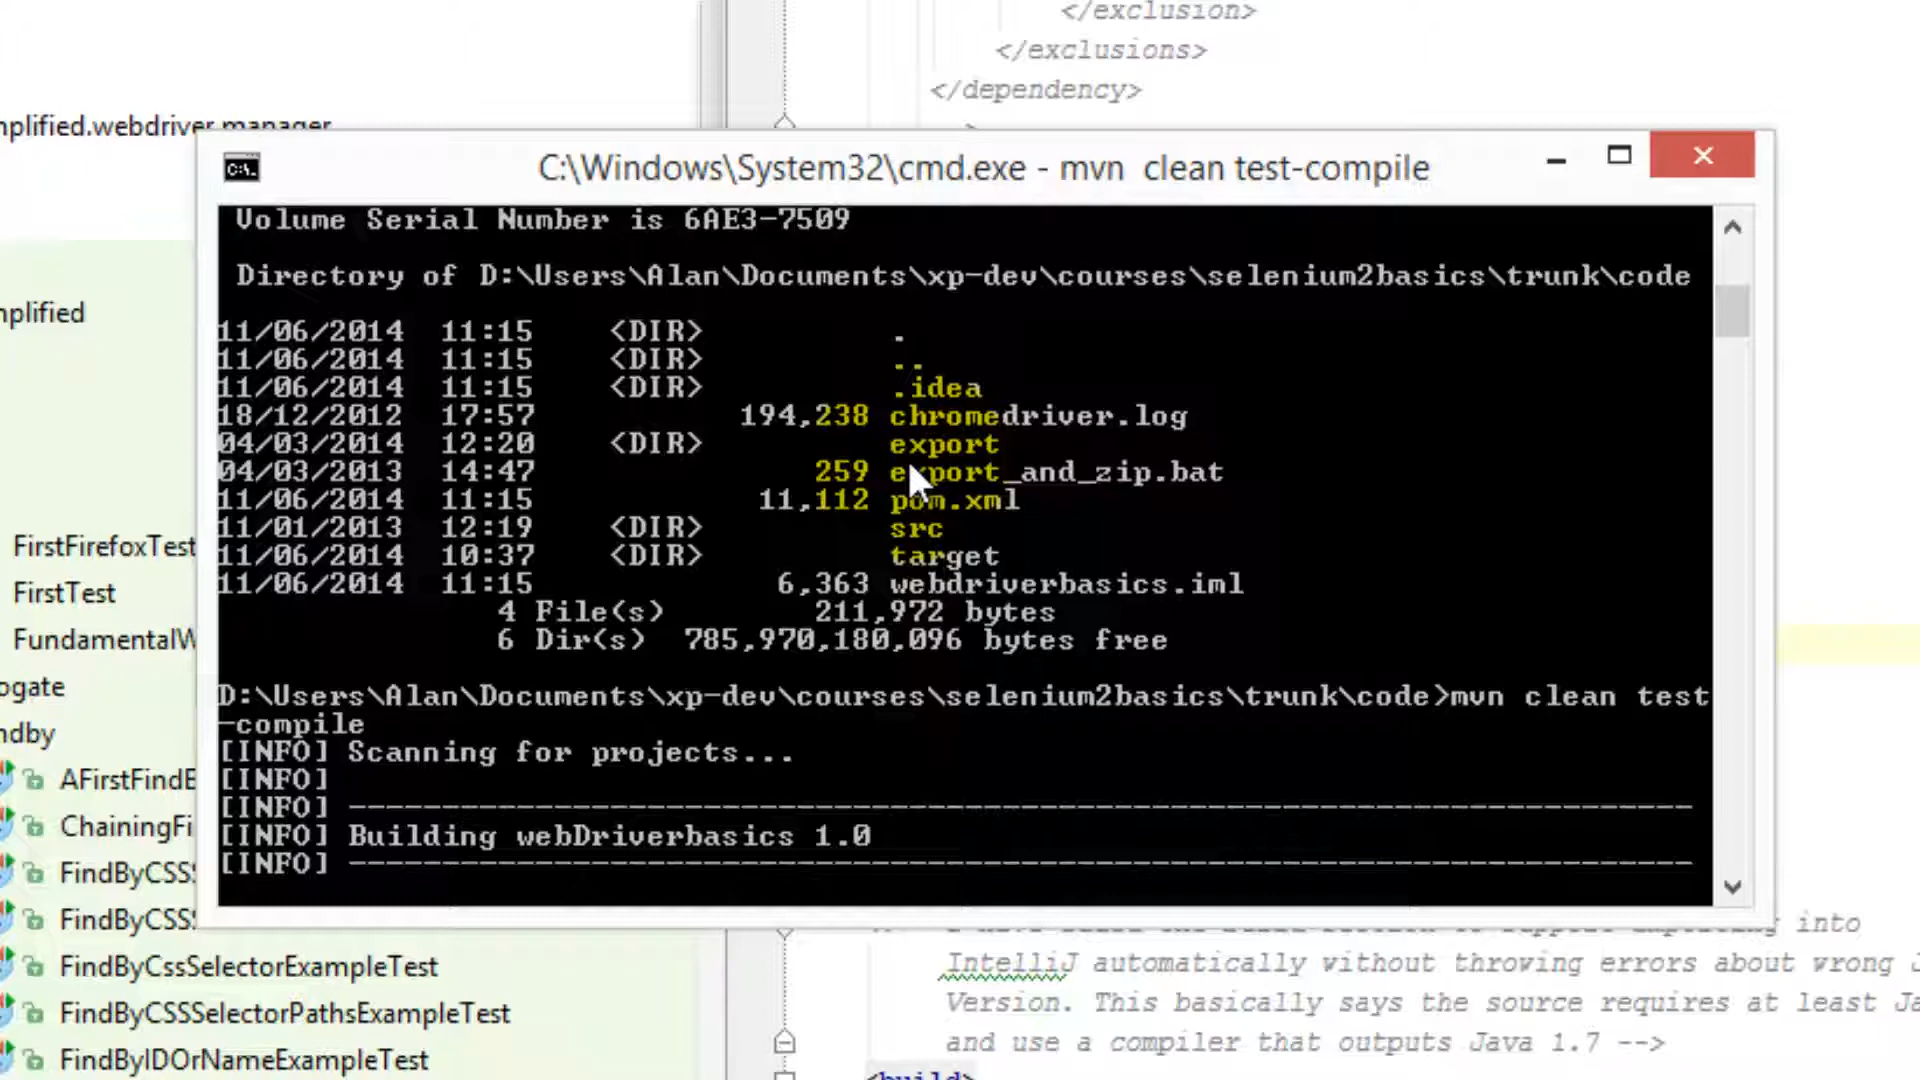 </exclusion>
</exclusions>
</dependency>
C:\Windows\System32\cmd.exe - mvn  clean test-compile
Volume Serial Number is 6AE3-7509
Directory of D:\Users\Alan\Documents\xp-dev\courses\selenium2basics\trunk\code
11/06/2014  11:15    <DIR>          .
11/06/2014  11:15    <DIR>          ..
11/06/2014  11:15    <DIR>          .idea
18/12/2012  17:57           194,238 chromedriver.log
04/03/2014  12:20    <DIR>          export
04/03/2013  14:47               259 export_and_zip.bat
11/06/2014  11:15            11,112 pom.xml
11/01/2013  12:19    <DIR>          src
11/06/2014  10:37    <DIR>          target
11/06/2014  11:15             6,363 webdriverbasics.iml
4 File(s)        211,972 bytes
6 Dir(s)  785,970,180,096 bytes free
D:\Users\Alan\Documents\xp-dev\courses\selenium2basics\trunk\code>mvn clean test
-compile
[INFO] Scanning for projects...
[INFO]
[INFO] ------------------------------------------------------------------------
[INFO] Building webDriverbasics 1.0
[INFO] ------------------------------------------------------------------------
mplified.webdriver.manager
mplified
FirstFirefoxTest
FirstTest
FundamentalW
ogate
ndby
AFirstFindB
ChainingFi
FindByCSS
FindByCSS
FindByCssSelectorExampleTest
FindByCSSSelectorPathsExampleTest
FindByIDOrNameExampleTest
into
IntelliJ automatically without throwing errors about wrong J
Version. This basically says the source requires at least Ja
and use a compiler that outputs Java 1.7 -->
<build>